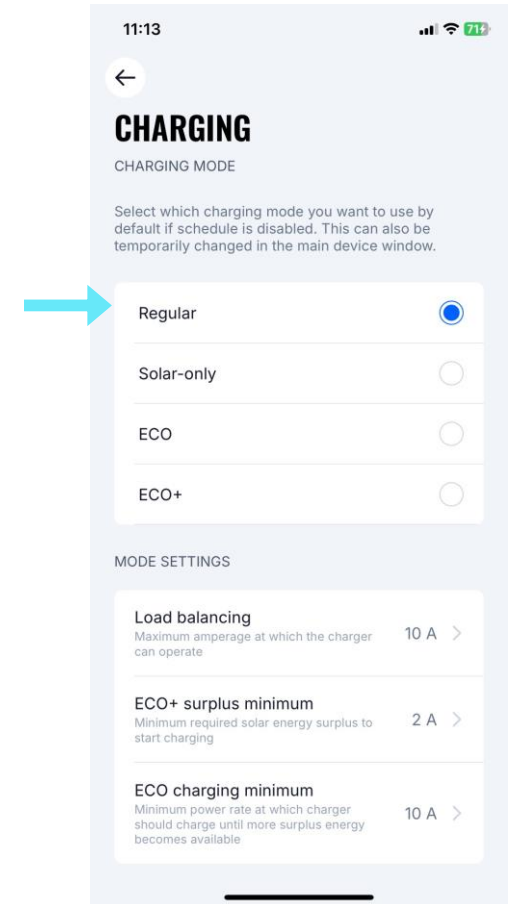 11:13
71
CHARGING
CHARGING MODE
Select which charging mode you want to use by
default if schedule is disabled. This can also be
temporarily changed in the main device window.
Regular
Solar-only
ECO
ECO+
MODE SETTINGS
Load balancing
Maximum amperage at which the charger
can operate
10 A
ECO+ surplus minimum
Minimum required solar energy surplus to
start charging
2 A
ECO charging minimum
Minimum power rate at which charger
should charge until more surplus energy
becomes available
10 A